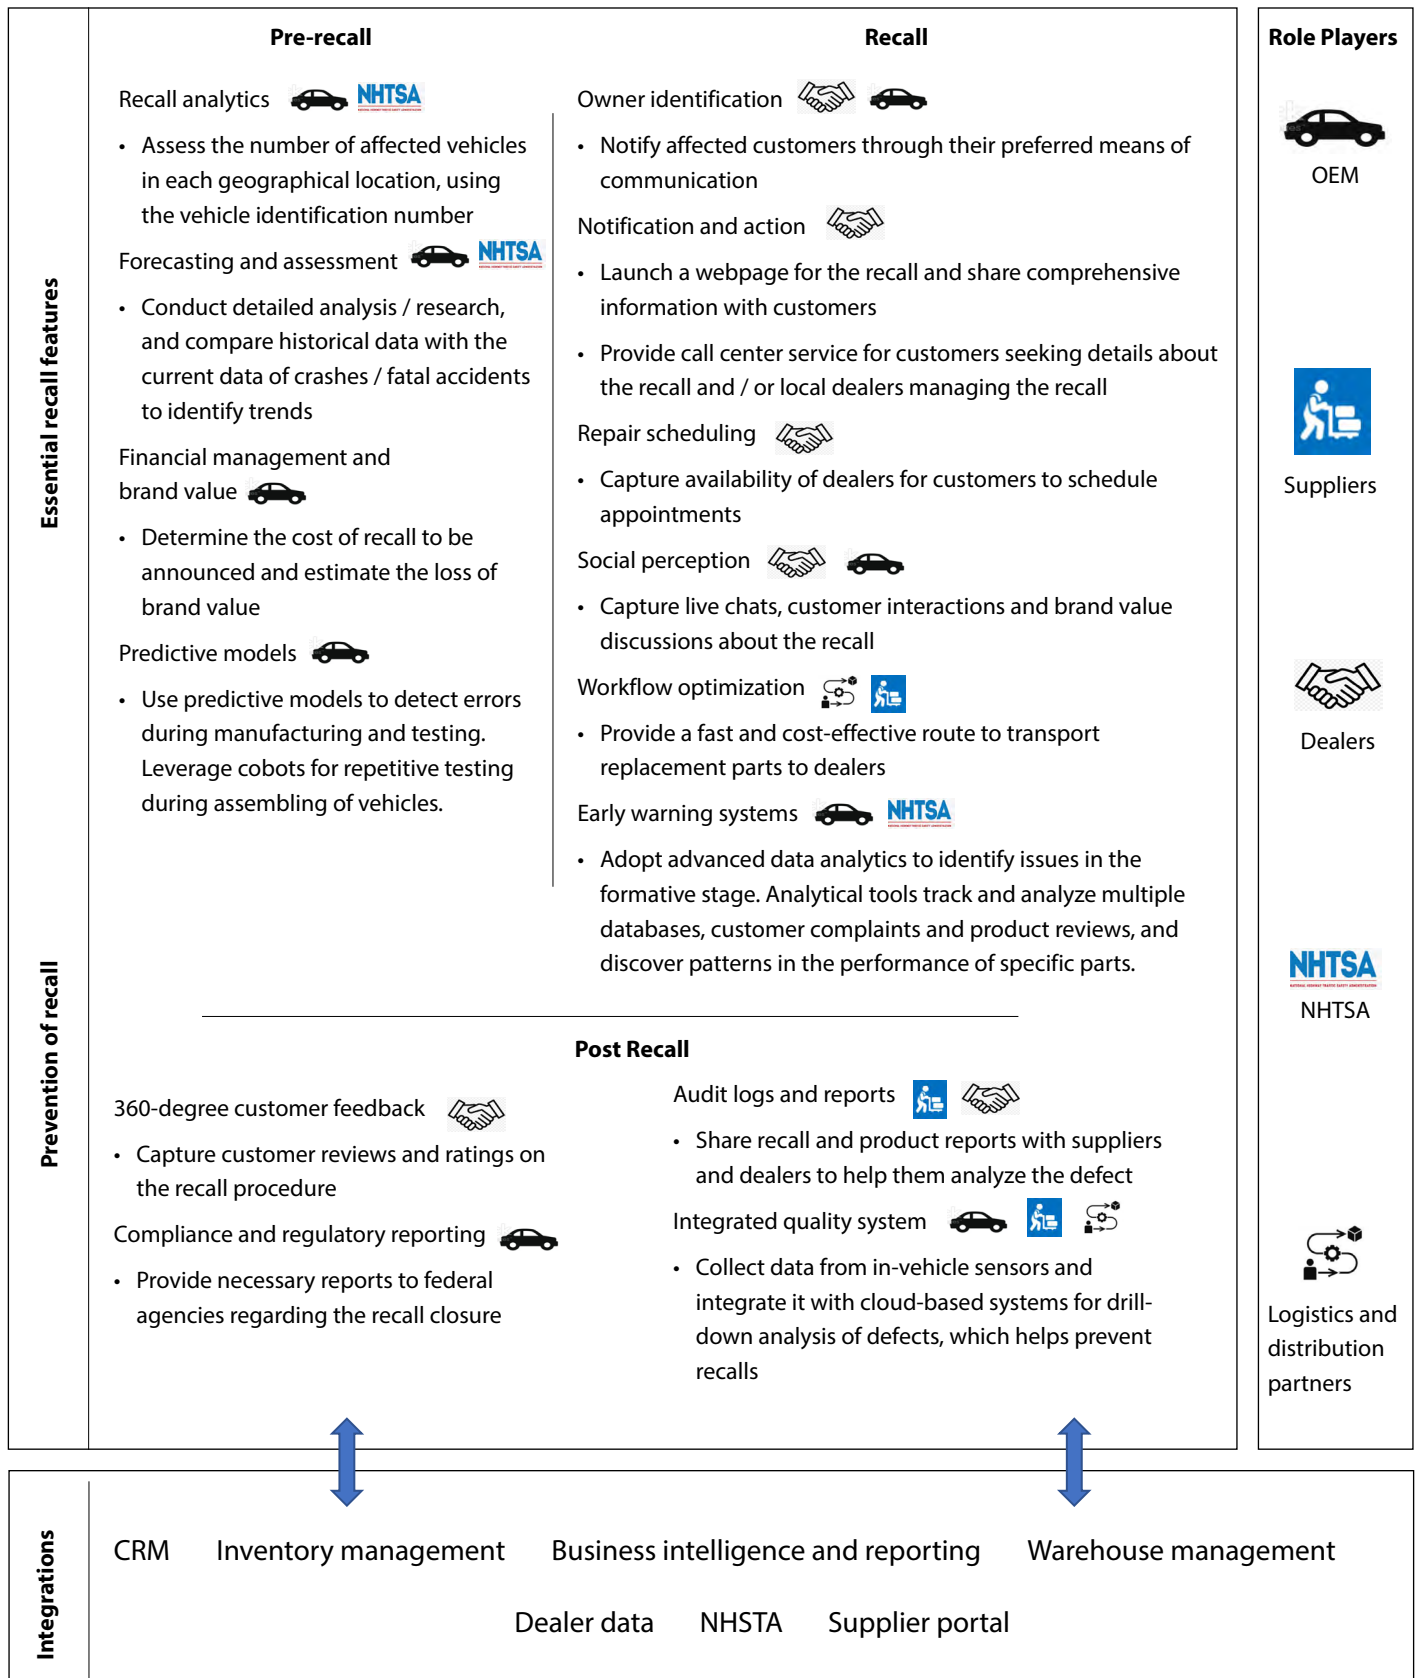 Pre-recall
Recall analytics NHTSA
• Assess the number of affected vehicles
in each geographical location, using
the vehicle identification number
Forecasting and assessment NHTSA
• Conduct detailed analysis / research,
and compare historical data with the
current data of crashes / fatal accidents
to identify trends
Financial management and
brand value
• Determine the cost of recall to be
announced and estimate the loss of
brand value
Predictive models
• Use predictive models to detect errors
during manufacturing and testing.
Leverage cobots for repetitive testing
during assembling of vehicles.
Recall
Owner identification
• Notify affected customers through their preferred means of
communication
Notification and action
• Launch a webpage for the recall and share comprehensive
information with customers
• Provide call center service for customers seeking details about
the recall and / or local dealers managing the recall
Repair scheduling
• Capture availability of dealers for customers to schedule
appointments
Social perception
• Capture live chats, customer interactions and brand value
discussions about the recall
Workflow optimization
• Provide a fast and cost-effective route to transport
replacement parts to dealers
Early warning systems NHTSA
• Adopt advanced data analytics to identify issues in the
formative stage. Analytical tools track and analyze multiple
databases, customer complaints and product reviews, and
discover patterns in the performance of specific parts.
Essential recall features
Prevention of recall
Post Recall
360-degree customer feedback
• Capture customer reviews and ratings on
the recall procedure
Compliance and regulatory reporting
• Provide necessary reports to federal
agencies regarding the recall closure
Audit logs and reports
• Share recall and product reports with suppliers
and dealers to help them analyze the defect
Integrated quality system
• Collect data from in-vehicle sensors and
integrate it with cloud-based systems for drill-
down analysis of defects, which helps prevent
recalls
Role Players
OEM
Suppliers
Dealers
NHTSA
NATIONAL HIGHWAY TRAFFIC SAFETY ADMINISTRATION
NHTSA
Logistics and
distribution
partners
Integrations
CRM Inventory management Business intelligence and reporting Warehouse management
Dealer data NHSTA Supplier portal